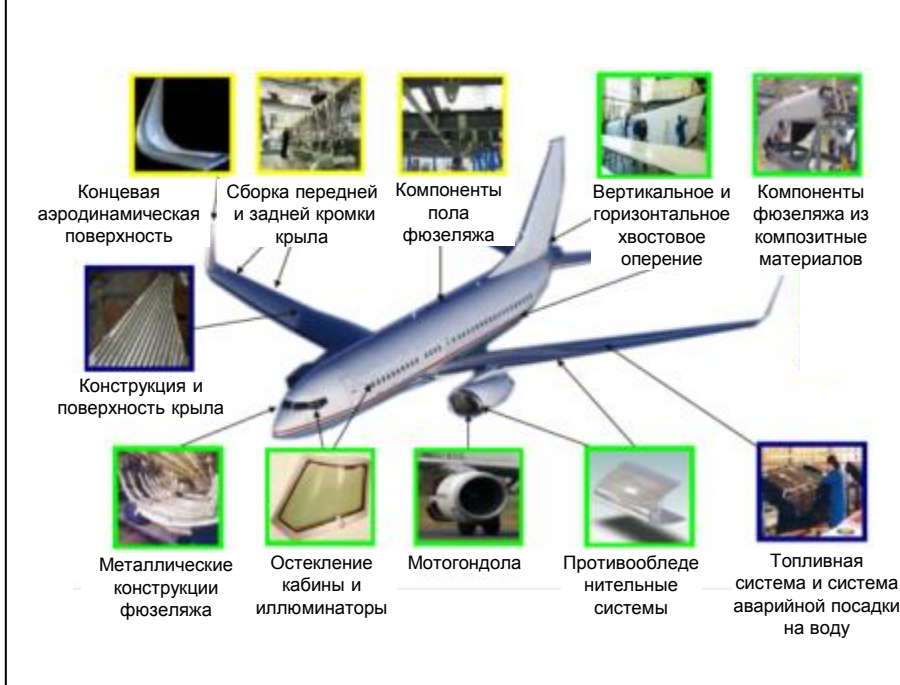 Концевая
аэродинамическая
поверхность
Сборка передней
и задней кромки
крыла
Компоненты
пола
фюзеляжа
Вертикальное и
горизонтальное
хвостовое
оперение
Компоненты
фюзеляжа из
композитные
материалов
Конструкция и
поверхность крыла
Металлические
конструкции
фюзеляжа
Остекление
кабины и
иллюминаторы
Мотогондола
Противообледе
нительные
системы
Топливная
система и система
аварийной посадки
на воду